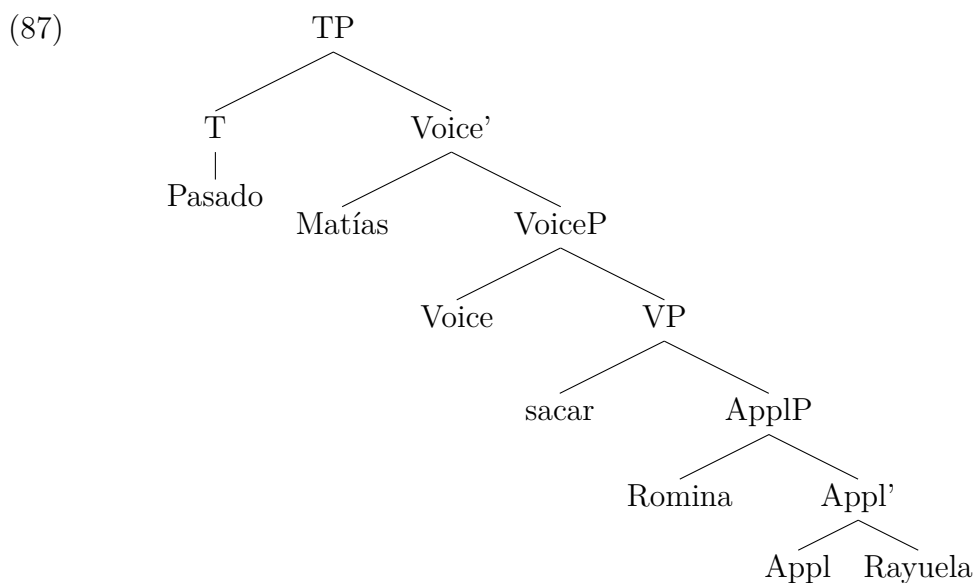 (87) TP
T Voice’
Pasado Matías VoiceP
Voice VP
sacar ApplP
Romina Appl’
Appl Rayuela